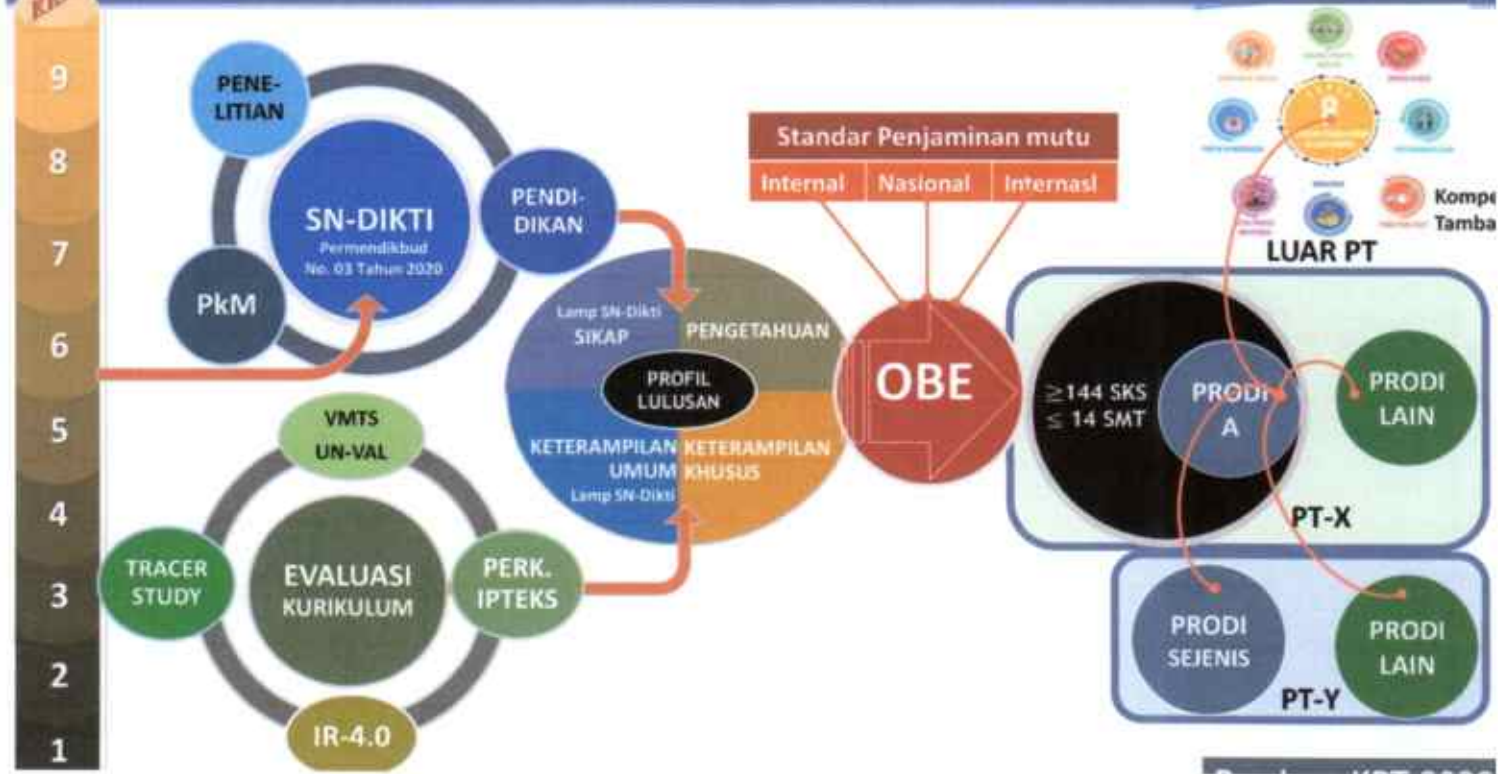 9
8
7
6
5
4
3
2
1
PENE-
LITIAN
SN-DIKTI
Permendikbud
No. 03 Tahun 2020
PENDI-
DIKAN
PkM
VMTS
UN-VAL
TRACER
STUDY
EVALUASI
KURIKULUM
PERK.
IPTEKS
IR-4.0
Lamp SN-Dikti
SIKAP
PENGETAHUAN
PROFIL
LULUSAN
KETERAMPILAN
UMUM
Lamp SN-Dikti
KETERAMPILAN
KHUSUS
Standar Penjaminan mutu
Internal
Nasional
Internasl
OBE
Kompe
Tamba
LUAR PT
≥ 144 SKS
≤ 14 SMT
PRODI
A
PRODI
LAIN
PT-X
PRODI
SEJENIS
PRODI
LAIN
PT-Y